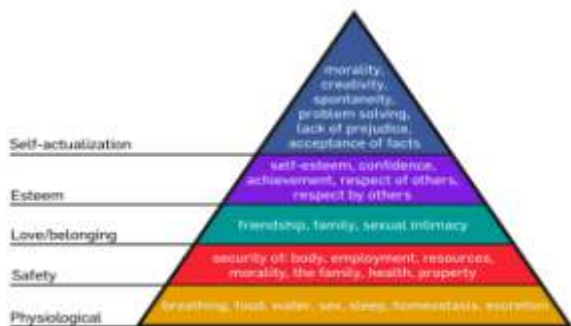 morality,
creativity,
spontaneity,
problem solving,
lack of prejudice,
acceptance of facts
Self-actualization
self-esteem, confidence,
achievement, respect of others,
respect by others
Esteem
friendship, family, sexual intimacy
Love/belonging
security of: body, employment, resources,
morality, the family, health, property
Safety
breathing, food, water, sex, sleep, homeostasis, excretion
Physiological